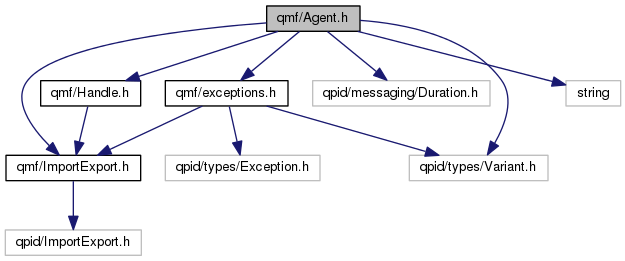 qmf/Agent.h
qmf/Handle.h
qmf/exceptions.h
qpid/messaging/Duration.h
string
qmf/ImportExport.h
qpid/types/Exception.h
qpid/types/Variant.h
qpid/ImportExport.h